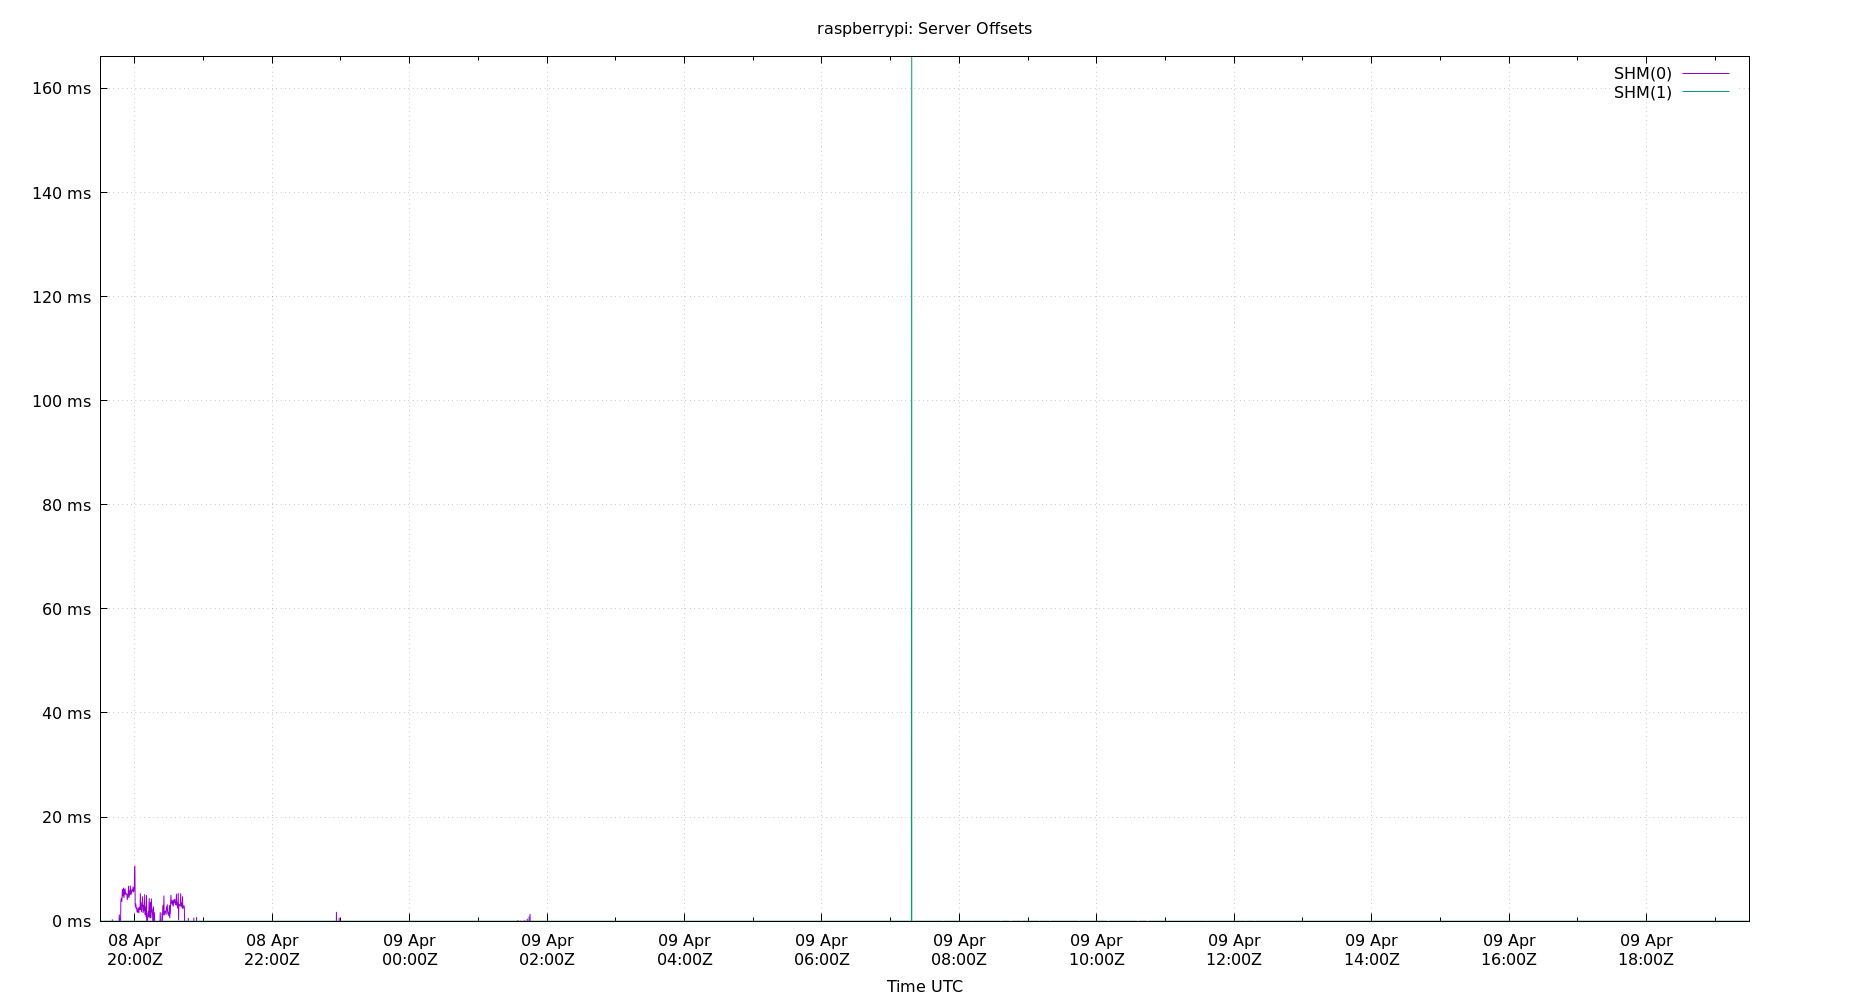 raspberrypi: Server Offsets
SHM(0)
SHM(1)
160 ms
140 ms
120 ms
100 ms
80 ms
60 ms
40 ms
20 ms
0 ms
08 Apr 08 Apr 09 Apr 09 Apr 09 Apr 09 Apr 09 Apr 09 Apr 09 Apr 09 Apr 09 Apr 09 Apr
20:00Z 22:00Z 00:00Z 02:00Z 04:00Z 06:00Z 08:00Z 10:00Z 12:00Z 14:00Z 16:00Z 18:00Z
Time UTC